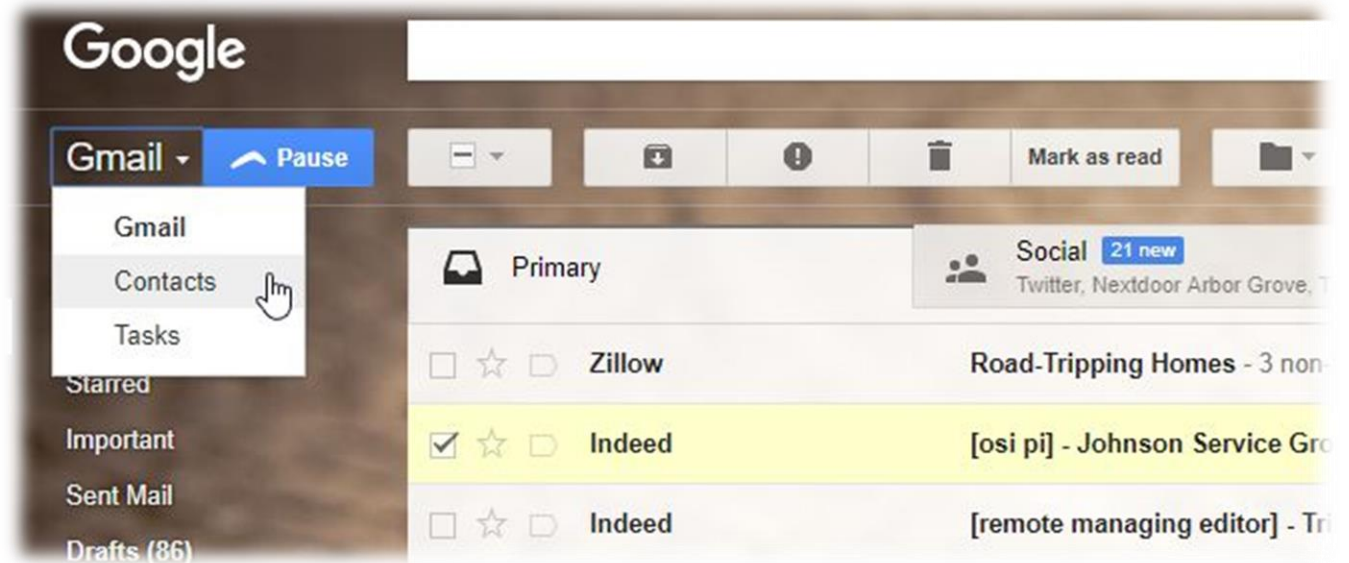 Google
Gmail Pause Mark as read
Gmail
Contacts
Tasks
Starred
Important
Sent Mail
Drafts (86)
Primary
Social 21 new
Twitter, Nextdoor Arbor Grove,
Zillow Road-Tripping Homes - 3 non-
Indeed [osi pi] - Johnson Service Gro
Indeed [remote managing editor] - Tri